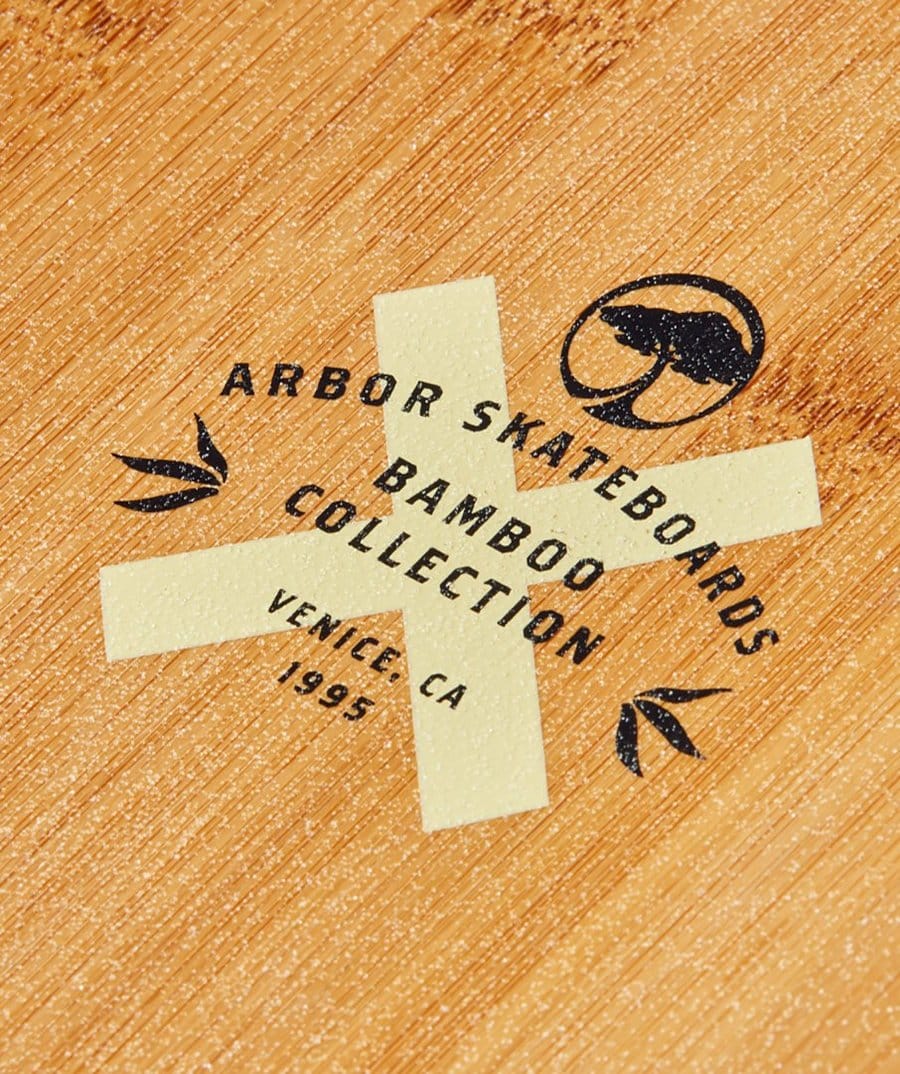 ARBOR SKATEBOARDS
BAMBOO
COLLECTION
VENICE, CA
1995